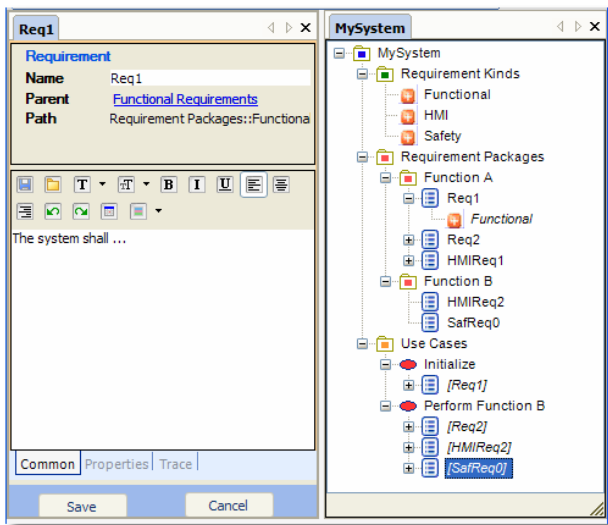 Req1
Requirement
Name Req1
Parent Functional Requirements
Path Requirement Packages::Functiona
T T B I U
The system shall ...
Common Properties Trace
Save Cancel
MySystem
MySystem
Requirement Kinds
Functional
HMI
Safety
Requirement Packages
Function A
Req1
Functional
Req2
HMIReq1
Function B
HMIReq2
SafReq0
Use Cases
Initialize
[Req1]
Perform Function B
[Req2]
[HMIReq2]
[SafReq0]